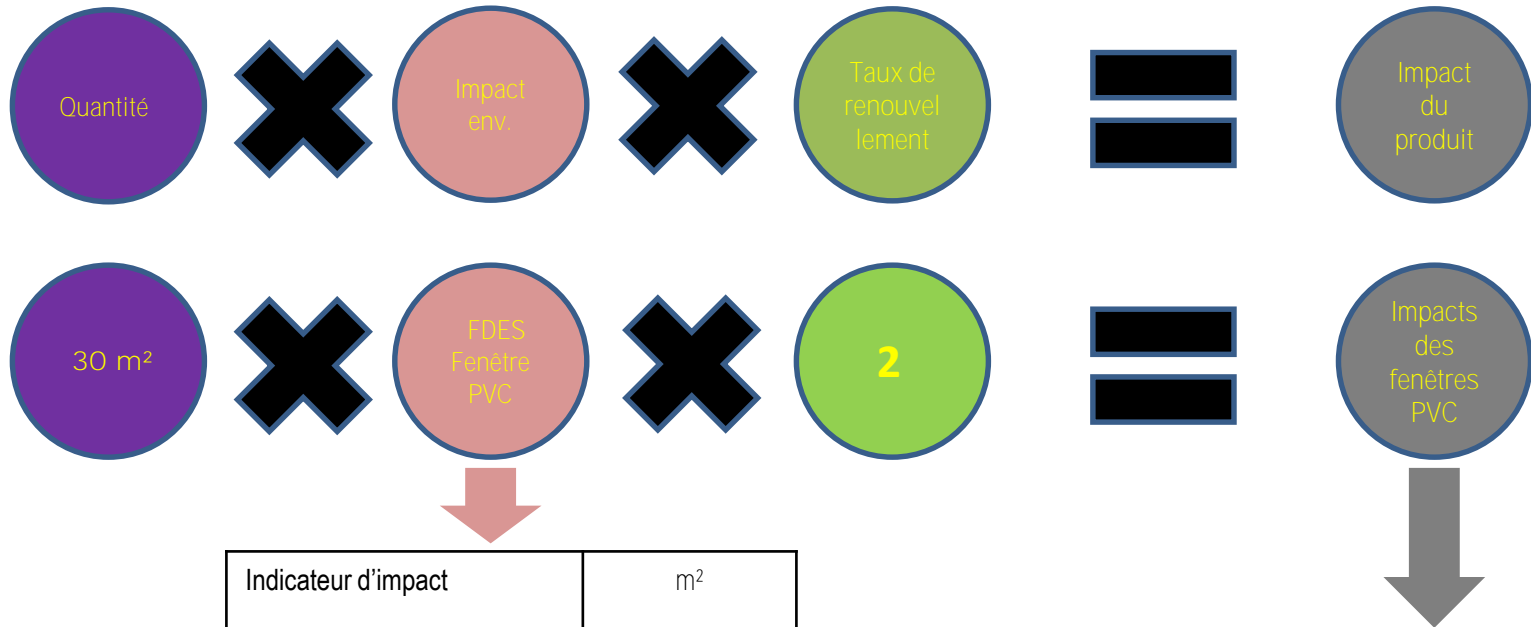 Quantité
Impact
env.
Taux de
renouvel
lement
Impact
du
produit
30 m²
FDES
Fenêtre
PVC
2
Impacts
des
fenêtres
PVC
Indicateur d’impact
m²